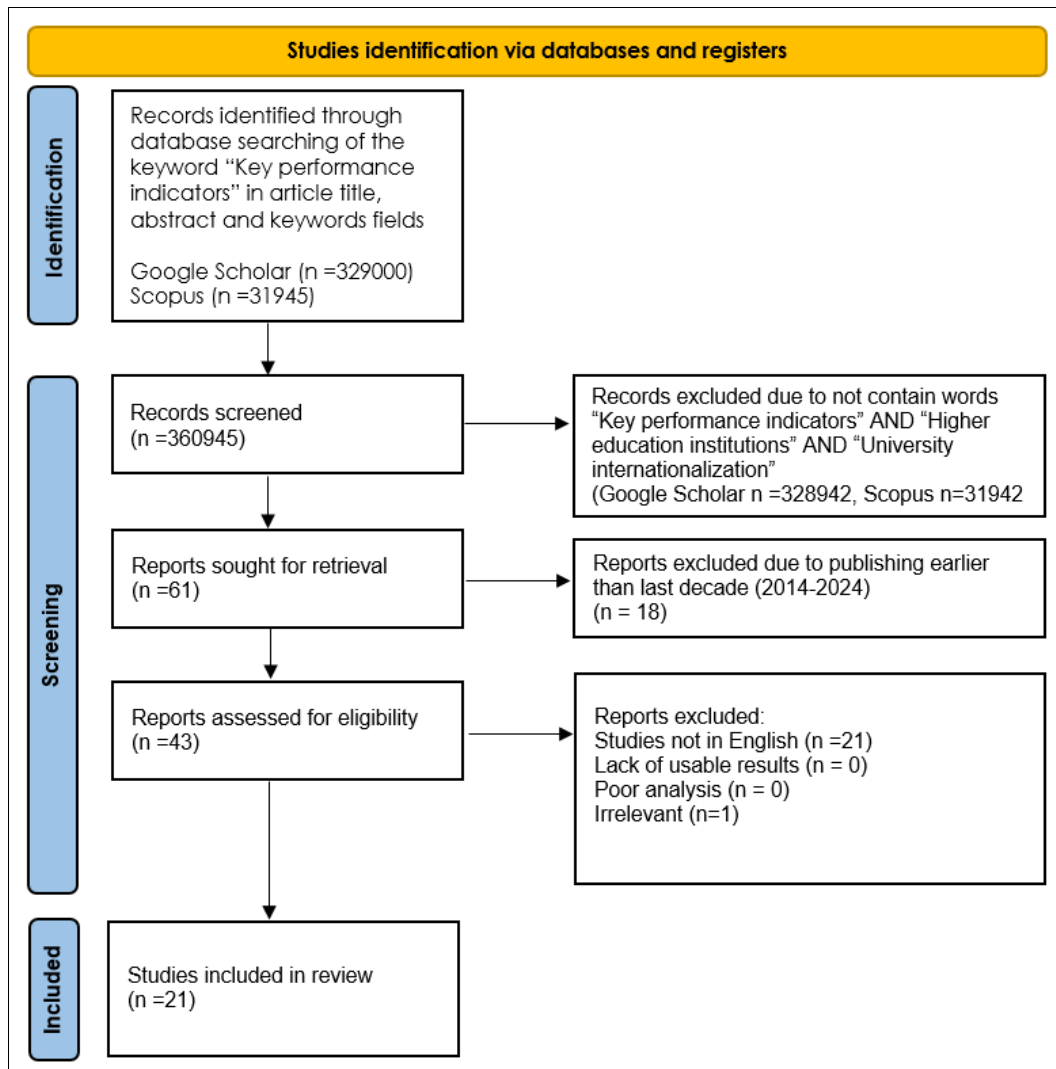 Studies identification via databases and registers
Identification
Records identified through
database searching of the
keyword “Key performance
indicators” in article title,
abstract and keywords fields
Google Scholar (n =329000)
Scopus (n =31945)
Screening
Records screened
(n =360945)
Records excluded due to not contain words
“Key performance indicators” AND “Higher
education institutions” AND “University
internationalization”
(Google Scholar n =328942, Scopus n=31942
Reports sought for retrieval
(n =61)
Reports excluded due to publishing earlier
than last decade (2014-2024)
(n = 18)
Reports assessed for eligibility
(n =43)
Reports excluded:
Studies not in English (n =21)
Lack of usable results (n = 0)
Poor analysis (n = 0)
Irrelevant (n=1)
Included
Studies included in review
(n =21)